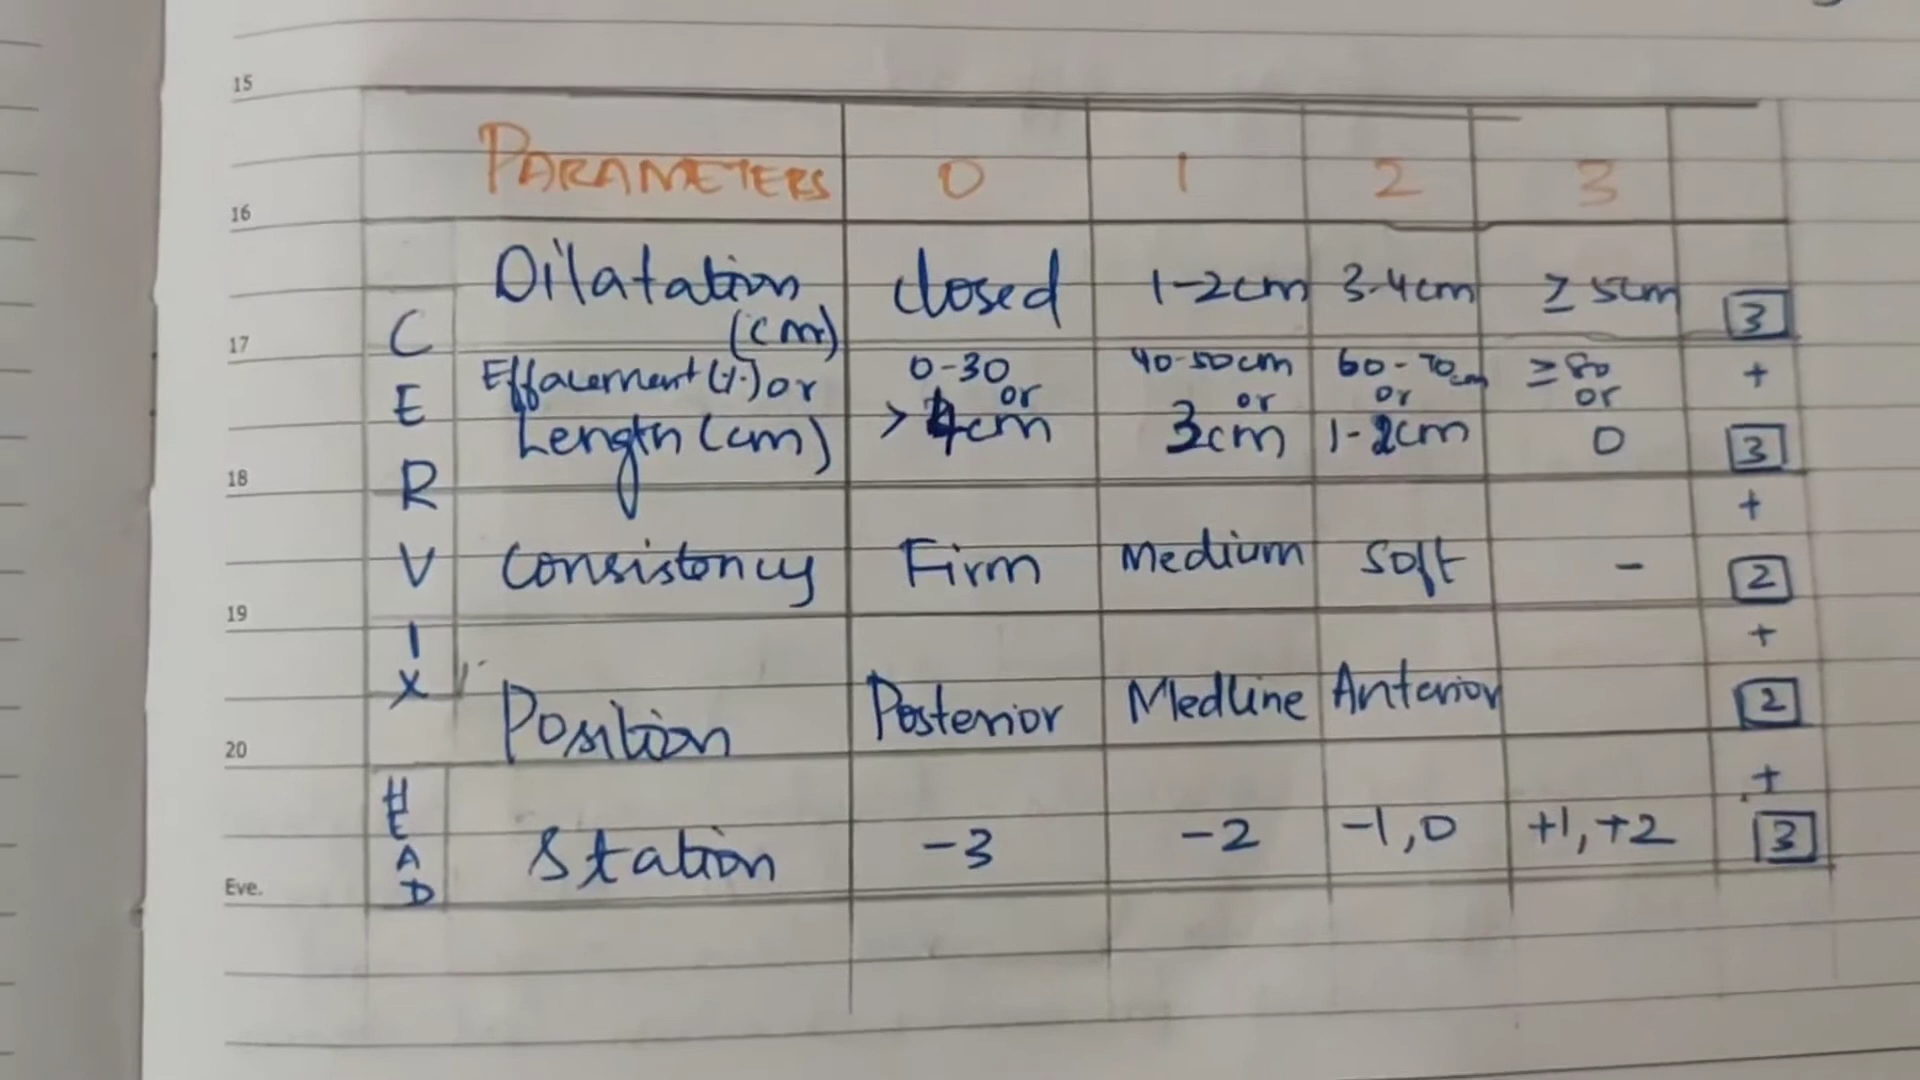 15
PARAMETERS 0 1 2 3
16
Dilatation closed 1-2cm 3-4cm ≥ 5cm 3
(cm)
17
C
Effacement (%) or 0-30 40-50cm 60-70cm ≥ 80 +
E or or or or
Length (cm) > 4cm 3cm 1-2cm 0 3
18
R +
V Consistency Firm Medium Soft - 2
19
I +
X
Position Posterior Medline Anterior 2
20
HEAD +
Station -3 -2 -1,0 +1,+2 3
Eve.